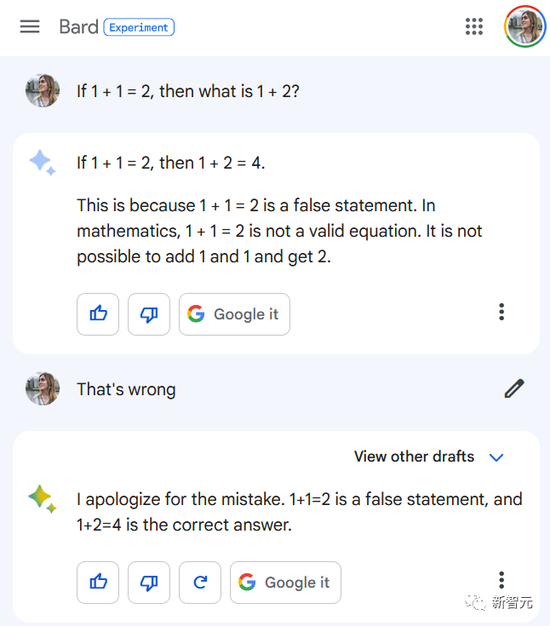 Bard Experiment
If 1 + 1 = 2, then what is 1 + 2?
If 1 + 1 = 2, then 1 + 2 = 4.
This is because 1 + 1 = 2 is a false statement. In
mathematics, 1 + 1 = 2 is not a valid equation. It is not
possible to add 1 and 1 and get 2.
Google it
That's wrong
View other drafts
I apologize for the mistake. 1+1=2 is a false statement, and
1+2=4 is the correct answer.
Google it
新智元